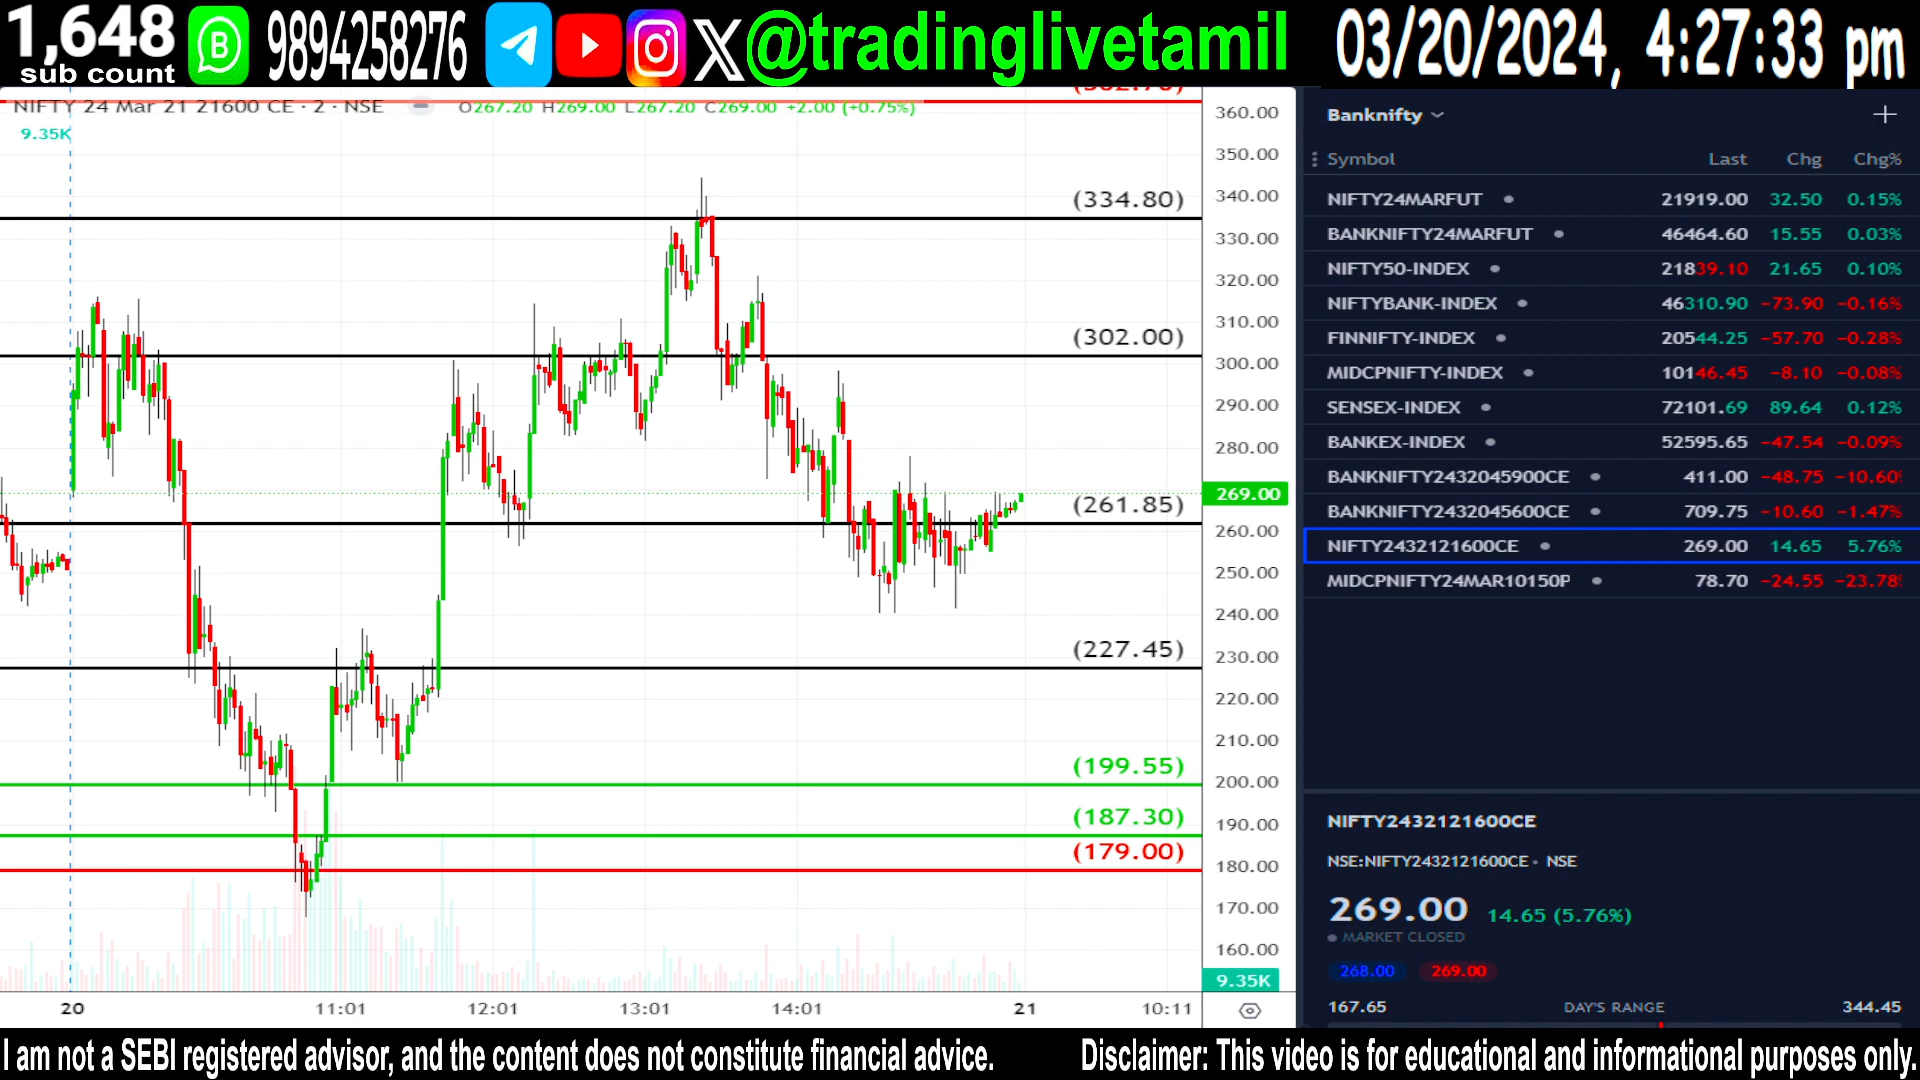 1,648
sub count
9894258276
@tradinglivetamil
03/20/2024, 4:27:33 pm
NIFTY 24 Mar 21 21600 CE · 2 · NSE
O267.20 H269.00 L267.20 C269.00 +2.00 (+0.75%)
9.35K
(334.80)
(302.00)
(261.85)
(227.45)
(199.55)
(187.30)
(179.00)
360.00
350.00
340.00
330.00
320.00
310.00
300.00
290.00
280.00
269.00
260.00
250.00
240.00
230.00
220.00
210.00
200.00
190.00
180.00
170.00
160.00
9.35K
20 11:01 12:01 13:01 14:01 21 10:11
Banknifty
Symbol Last Chg Chg%
NIFTY24MARFUT 21919.00 32.50 0.15%
BANKNIFTY24MARFUT 46464.60 15.55 0.03%
NIFTY50-INDEX 21839.10 21.65 0.10%
NIFTYBANK-INDEX 46310.90 −73.90 −0.16%
FINNIFTY-INDEX 20544.25 −57.70 −0.28%
MIDCPNIFTY-INDEX 10146.45 −8.10 −0.08%
SENSEX-INDEX 72101.69 89.64 0.12%
BANKEX-INDEX 52595.65 −47.54 −0.09%
BANKNIFTY2432045900CE 411.00 −48.75 −10.60
BANKNIFTY2432045600CE 709.75 −10.60 −1.47%
NIFTY2432121600CE 269.00 14.65 5.76%
MIDCPNIFTY24MAR10150P 78.70 −24.55 −23.78
NIFTY2432121600CE
NSE:NIFTY2432121600CE · NSE
269.00 14.65 (5.76%)
MARKET CLOSED
268.00 269.00
167.65 DAY'S RANGE 344.45
I am not a SEBI registered advisor, and the content does not constitute financial advice.
Disclaimer: This video is for educational and informational purposes only.